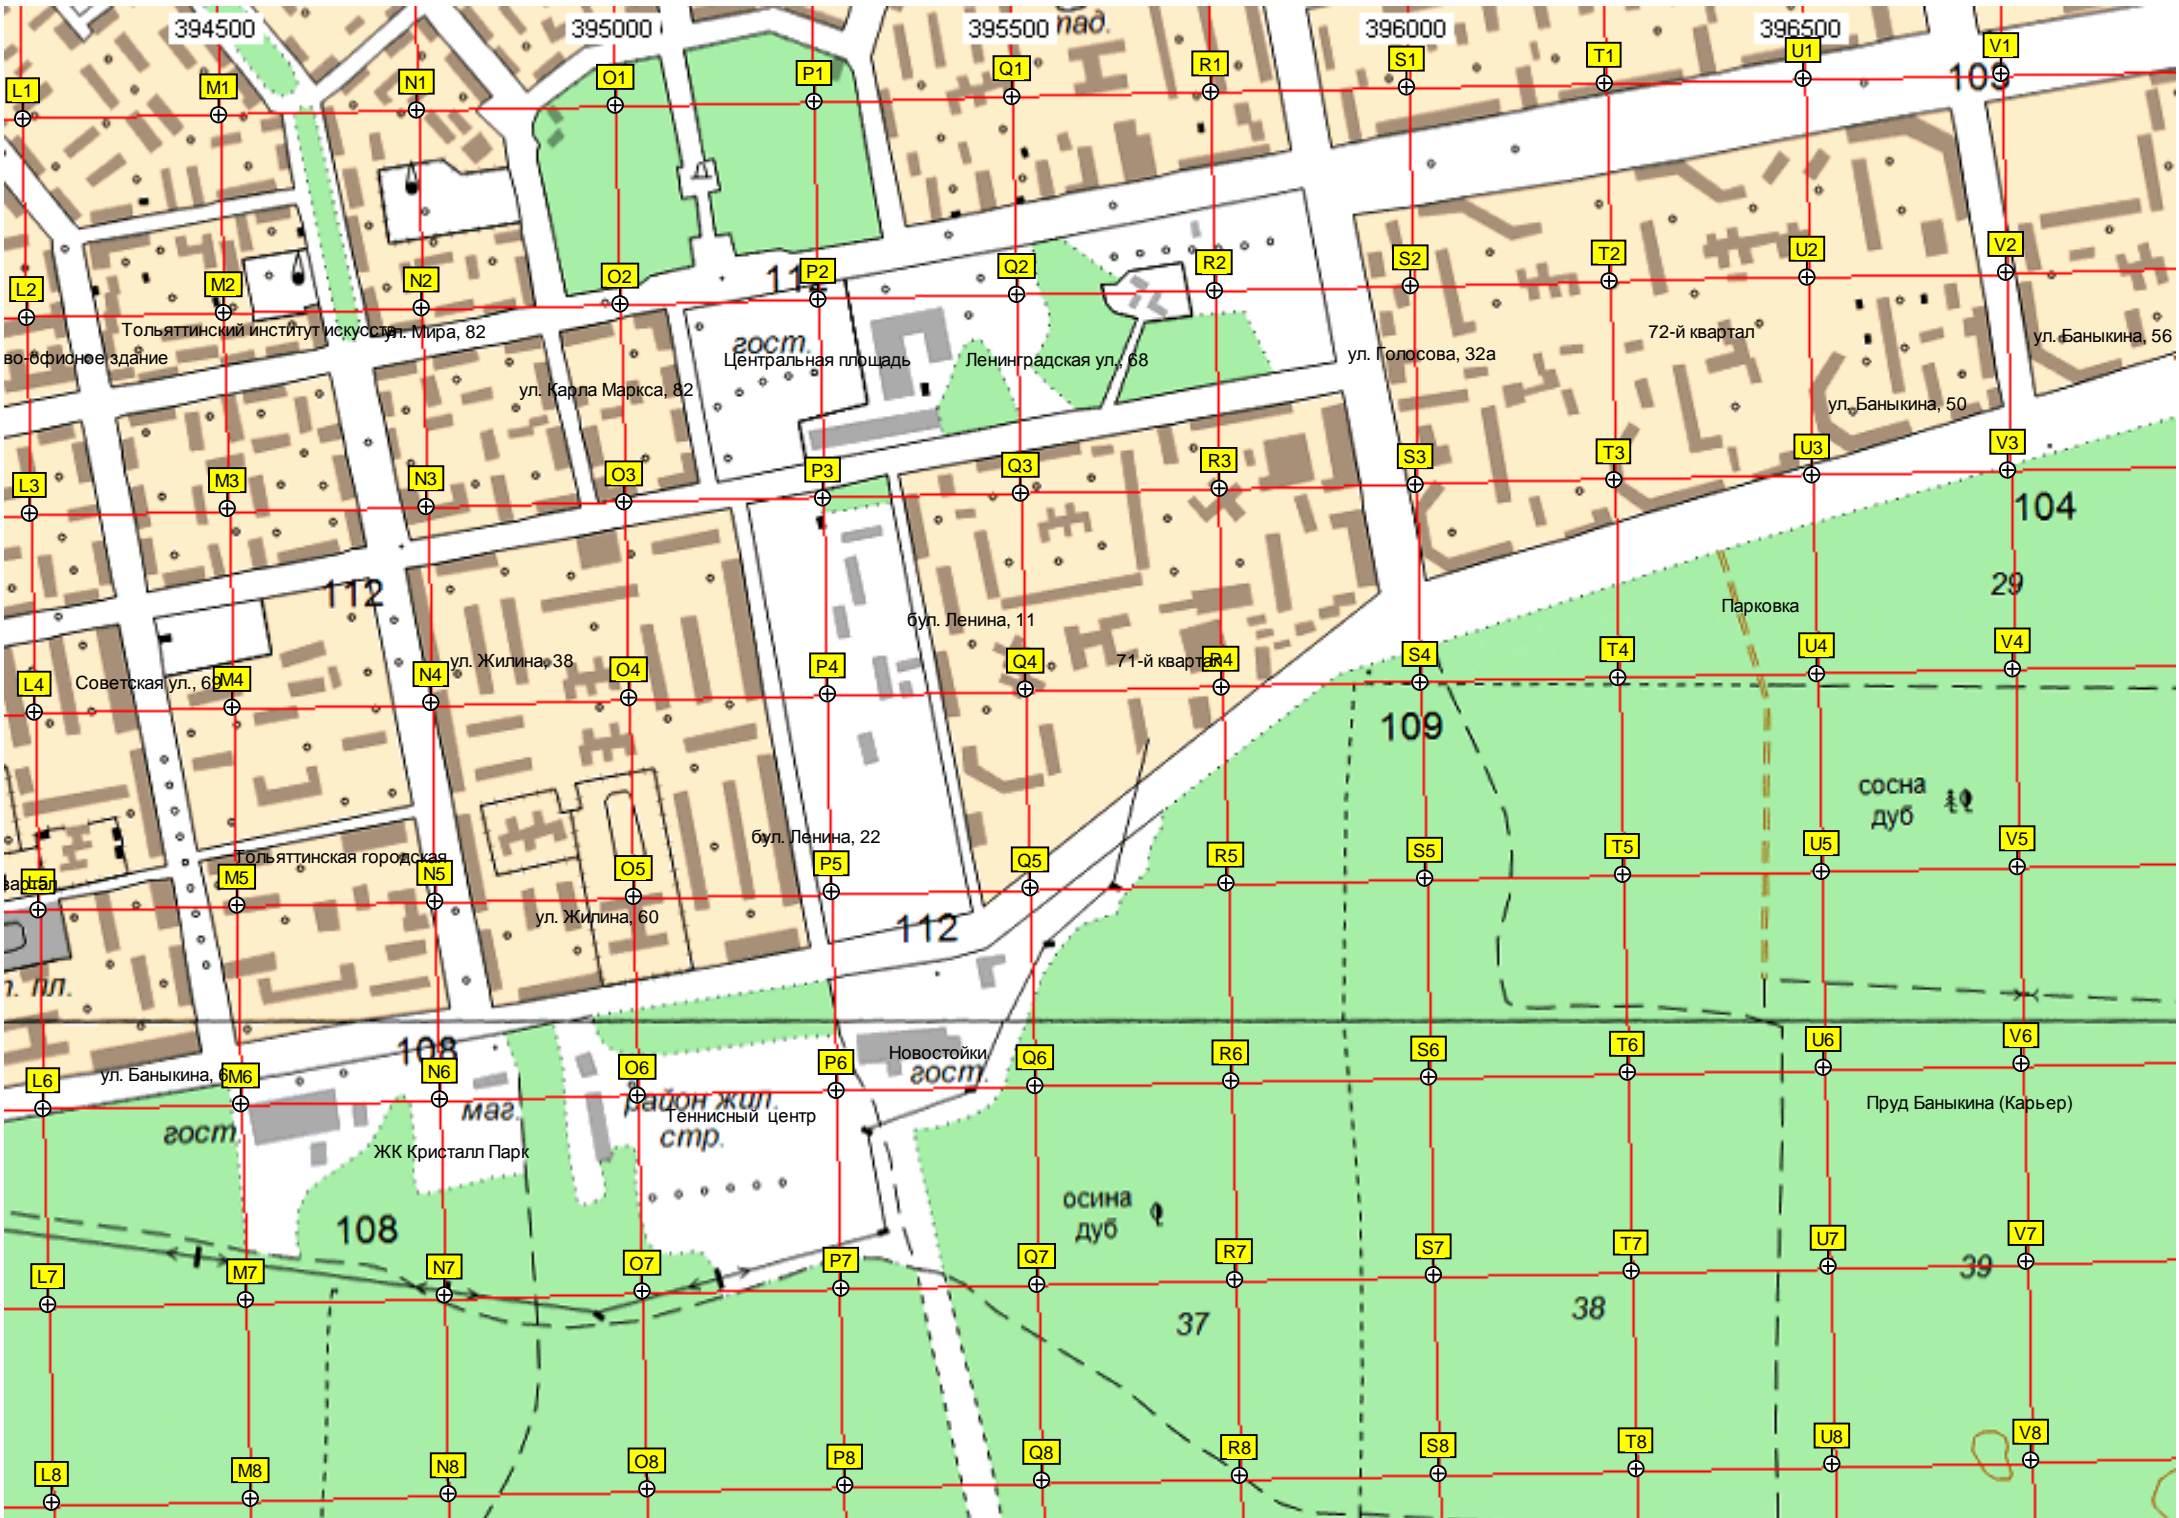 394500 395000 395500 396000 396500
пад.
L1 M1 N1 O1 P1 Q1 R1 S1 T1 U1 V1
103
L2 M2 N2 O2 P2 Q2 R2 S2 T2 U2 V2
Тольяттинский институт искусств
ул. Мира, 82
гост.
72-й квартал
ул. Баныкина, 56
во-офисное здание
Центральная площадь
Ленинградская ул., 68
ул. Голосова, 32а
ул. Карла Маркса, 82
ул. Баныкина, 50
L3 M3 N3 O3 P3 Q3 R3 S3 T3 U3 V3
104
112
29
Парковка
бул. Ленина, 11
L4 M4 N4 O4 P4 Q4 R4 S4 T4 U4 V4
ул. Жилина, 38
71-й квартал
Советская ул., 69
109
сосна
дуб
бул. Ленина, 22
Тольяттинская городская
L5 M5 N5 O5 P5 Q5 R5 S5 T5 U5 V5
вартал
ул. Жилина, 60
112
пл.
108
Новостойки
гост.
L6 M6 N6 O6 P6 Q6 R6 S6 T6 U6 V6
ул. Баныкина,
маг.
район жил.
стр.
Теннисный центр
Пруд Баныкина (Карьер)
гост.
ЖК Кристалл Парк
осина
дуб
108
L7 M7 N7 O7 P7 Q7 R7 S7 T7 U7 V7
39
38
37
L8 M8 N8 O8 P8 Q8 R8 S8 T8 U8 V8